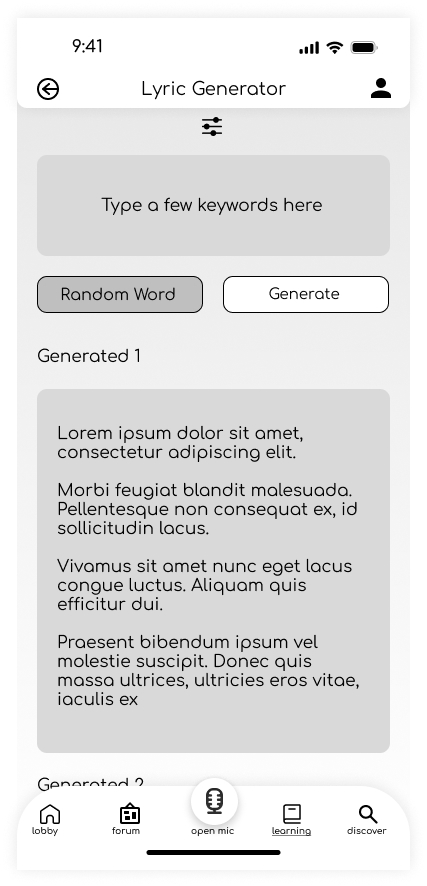 9:41
Lyric Generator
Type a few keywords here
Random Word
Generate
Generated 1
Lorem ipsum dolor sit amet,
consectetur adipiscing elit.
Morbi feugiat blandit malesuada.
Pellentesque non consequat ex, id
sollicitudin lacus.
Vivamus sit amet nunc eget lacus
congue luctus. Aliquam quis
efficitur dui.
Praesent bibendum ipsum vel
molestie suscipit. Donec quis
massa ultrices, ultricies eros vitae,
iaculis ex
Generated 2
lobby
forum
open mic
learning
discover